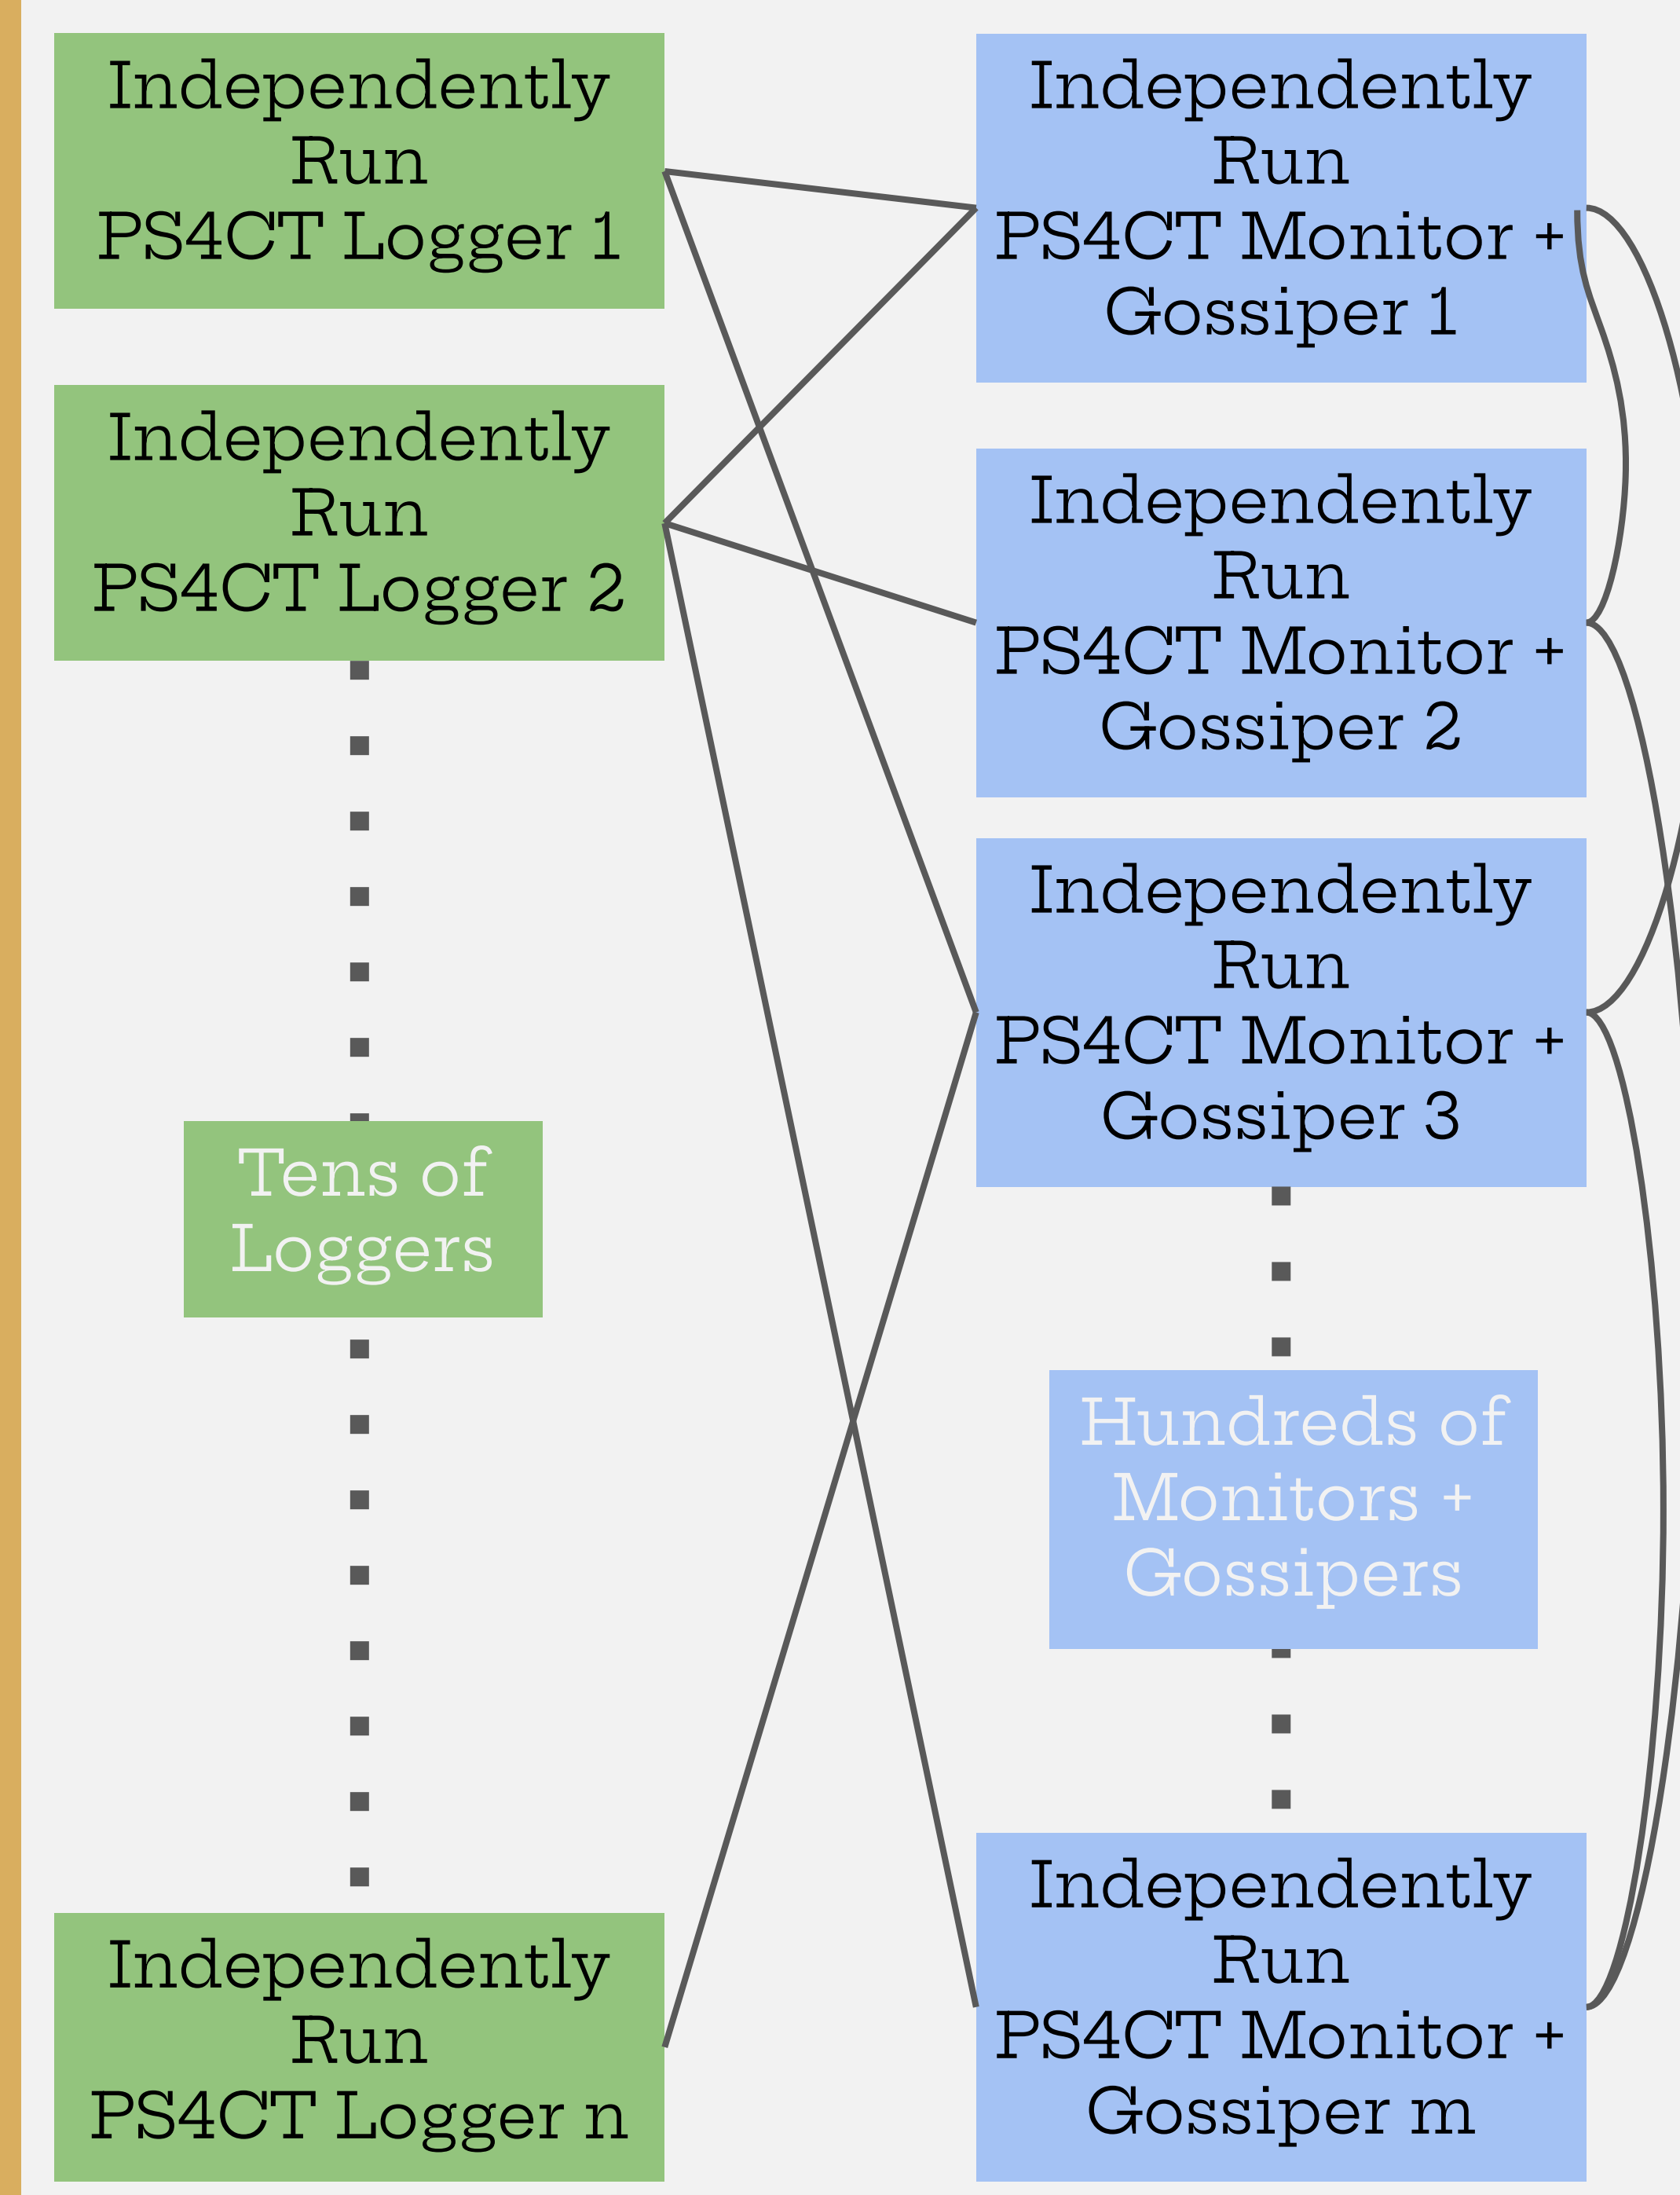 Independently
Run
PS4CT Logger 1
Independently
Run
PS4CT Logger 2
Tens of
Loggers
Independently
Run
PS4CT Logger n
Independently
Run
PS4CT Monitor +
Gossiper 1
Independently
Run
PS4CT Monitor +
Gossiper 2
Independently
Run
PS4CT Monitor +
Gossiper 3
Hundreds of
Monitors +
Gossipers
Independently
Run
PS4CT Monitor +
Gossiper m